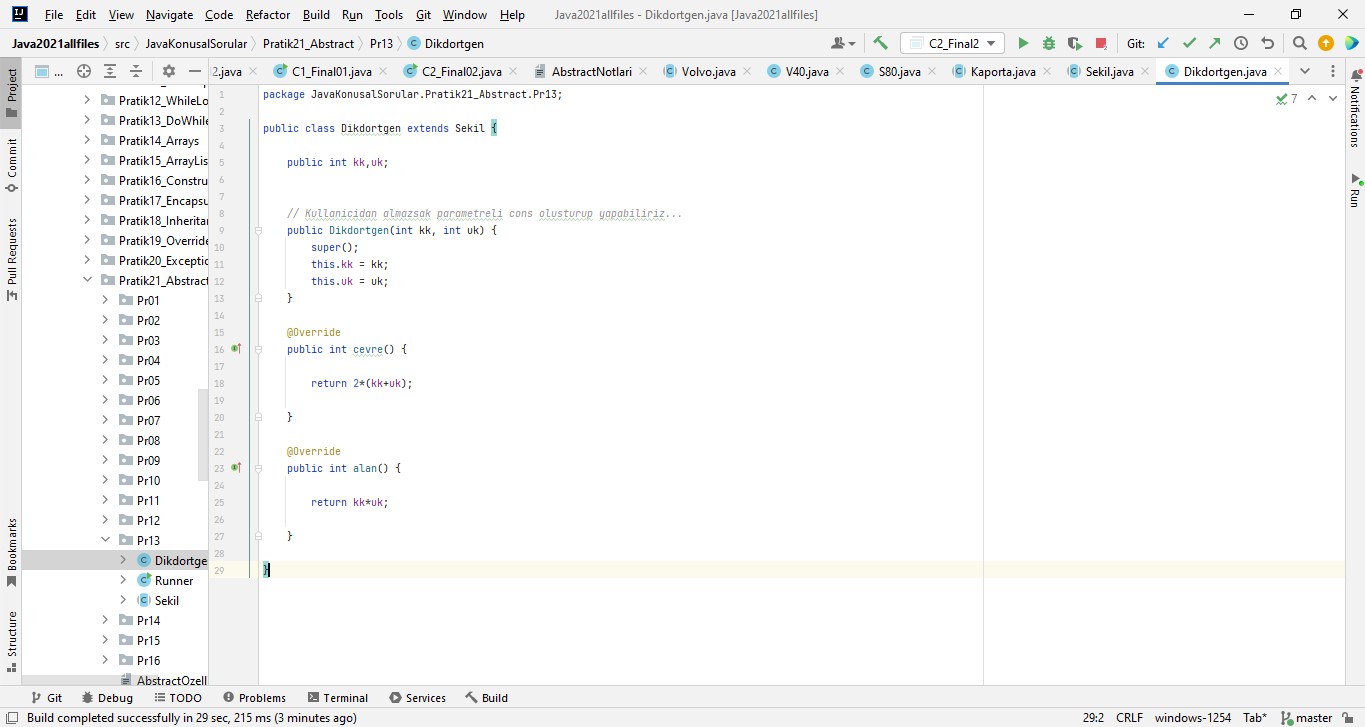 File Edit View Navigate Code Refactor Build Run Tools Git Window Help Java2021allfiles - Dikdortgen.java [Java2021allfiles]
Java2021allfiles src JavaKonusalSorular Pratik21_Abstract Pr13 Dikdortgen C2_Final2 Git:
... 2.java C1_Final01.java C2_Final02.java AbstractNotlari Volvo.java V40.java S80.java Kaporta.java Sekil.java Dikdortgen.java
Project
Commit
Pull Requests
Bookmarks
Structure
Pratik12_WhileLo
Pratik13_DoWhile
Pratik14_Arrays
Pratik15_ArrayLis
Pratik16_Constru
Pratik17_Encapsu
Pratik18_Inheritar
Pratik19_Override
Pratik20_Exceptic
Pratik21_Abstract
Pr01
Pr02
Pr03
Pr04
Pr05
Pr06
Pr07
Pr08
Pr09
Pr10
Pr11
Pr12
Pr13
Dikdortge
Runner
Sekil
Pr14
Pr15
Pr16
AbstractOzell
1 package JavaKonusalSorular.Pratik21_Abstract.Pr13;
2
3 public class Dikdortgen extends Sekil {
4
5 public int kk,uk;
6
7
8 // Kullanicidan almazsak parametreli cons olusturup yapabiliriz...
9 public Dikdortgen(int kk, int uk) {
10 super();
11 this.kk = kk;
12 this.uk = uk;
13 }
14
15 @Override
16 public int cevre() {
17
18 return 2*(kk+uk);
19
20 }
21
22 @Override
23 public int alan() {
24
25 return kk*uk;
26
27 }
28
29 }
7
Notifications
Run
Git Debug TODO Problems Terminal Services Build
Build completed successfully in 29 sec, 215 ms (3 minutes ago) 29:2 CRLF windows-1254 Tab* master